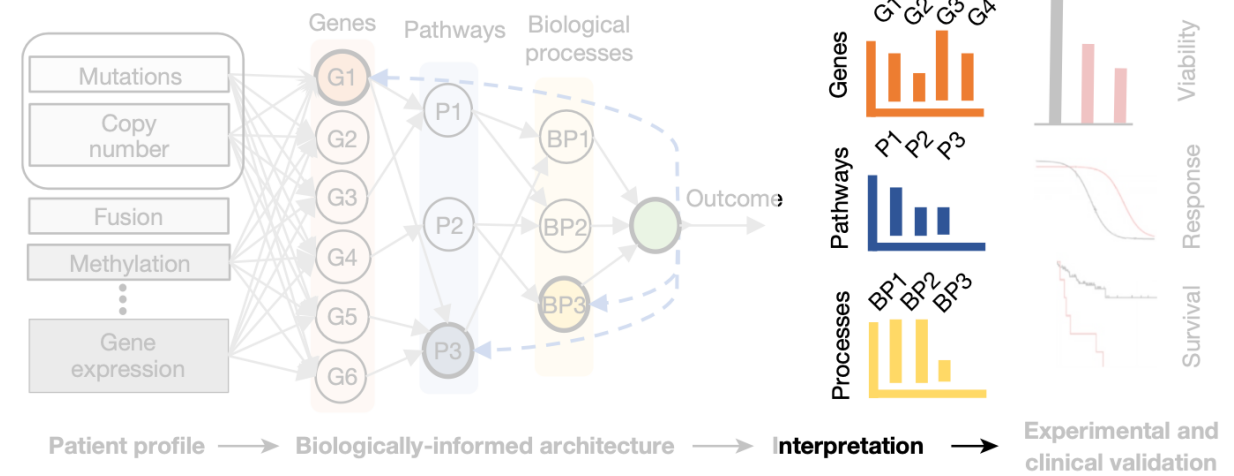 Genes
Pathways
Biological
processes
Mutations
Copy
number
Fusion
Methylation
Gene
expression
G1
G2
G3
G4
G5
G6
P1
P2
P3
BP1
BP2
BP3
Outcome
Genes
G1
G2
G3
G4
Pathways
P1
P2
P3
Processes
BP1
BP2
BP3
Viability
Response
Survival
Patient profile
Biologically-informed architecture
Interpretation
Experimental and
clinical validation